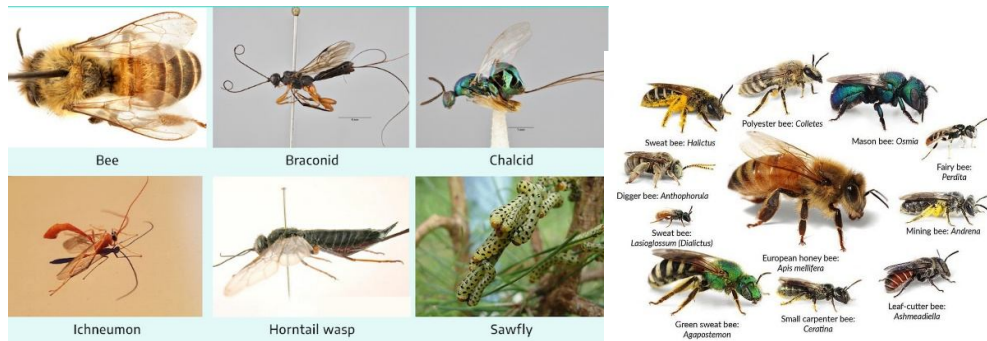 Bee
Braconid
Chalcid
Ichneumon
Horntail wasp
Sawfly
Polyester bee: Colletes
Sweat bee: Halictus
Mason bee: Osmia
Fairy bee:
Perdita
Digger bee: Anthophorula
Mining bee: Andrena
Sweat bee:
Lasioglossum (Dialictus)
European honey bee:
Apis mellifera
Leaf-cutter bee:
Ashmeadiella
Small carpenter bee:
Ceratina
Green sweat bee:
Agapostemon